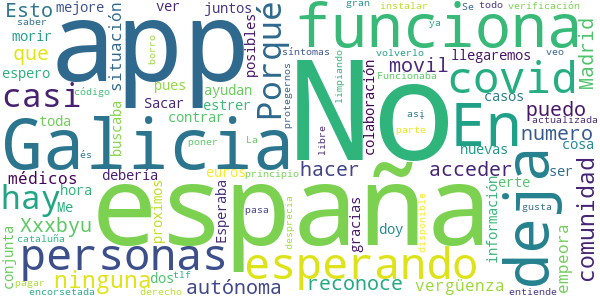 Esto
mejore
ver
juntos
gran
instalar
Se
todo
verificación
saber
morir
que
espero
app
situación
borro
pues
Sacar
posibles
Porqué
síntomas
protegernos
funciona
ya
volverlo
Funcionaba
veo
llegaremos
Madrid
casi
código
buscaba
ayudan
estrer
contrar
limpiando
NO
colaboración
movil
covid
casos
puedo
actualizada
Galicia
toda
poner
La
libre
así
parte
En
numero
nuevas
cosa
és
médicos
debería
euros
hacer
acceder
deja
ser
comunidad
hay
hora
Me
principio
Esperaba
españa
información
gusta
empeora
Xxxbyu
proximos
pasa
desprecia
gracias
doy
disponible
vergüenza
entiende
conjunta
cataluña
personas
esperando
pagar
ninguna
dos
tlf
autónoma
reconoce
encorsetada
derecho